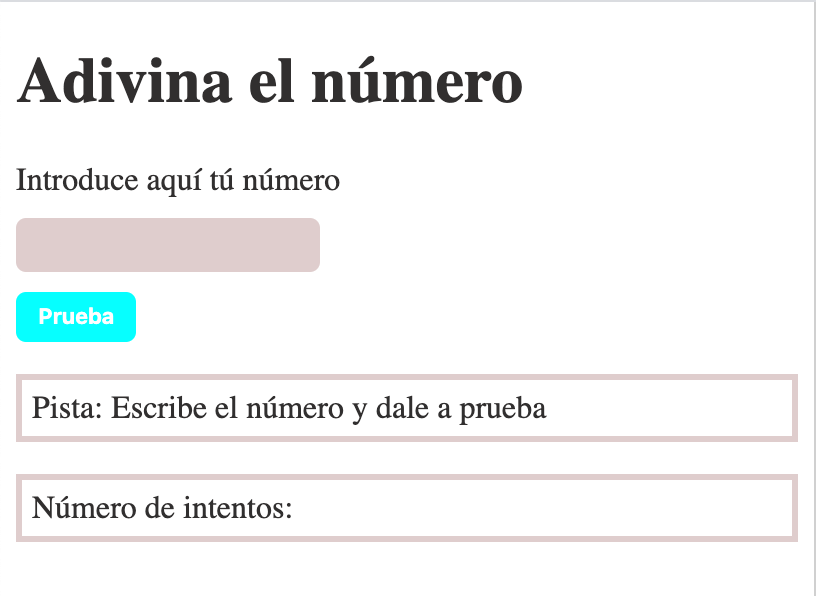 Adivina el número
Introduce aquí tú número
Prueba
Pista: Escribe el número y dale a prueba
Número de intentos: